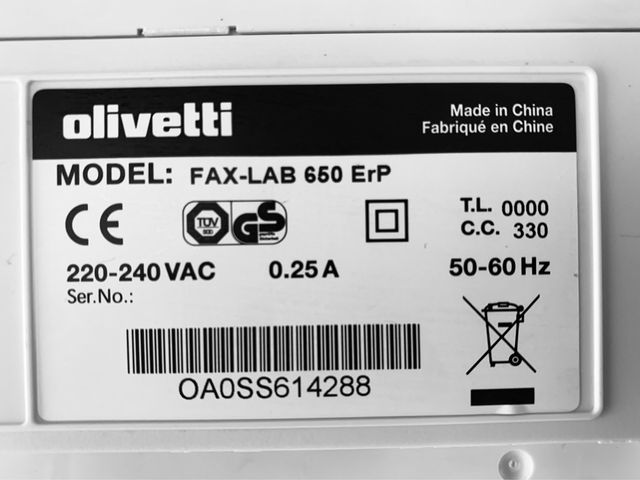 olivetti
Made in China
Fabriqué en Chine
MODEL: FAX-LAB 650 ErP
CE
TÜV
GS
T.L. 0000
C.C. 330
220-240 VAC 0.25 A 50-60 Hz
Ser.No.:
OA0SS614288